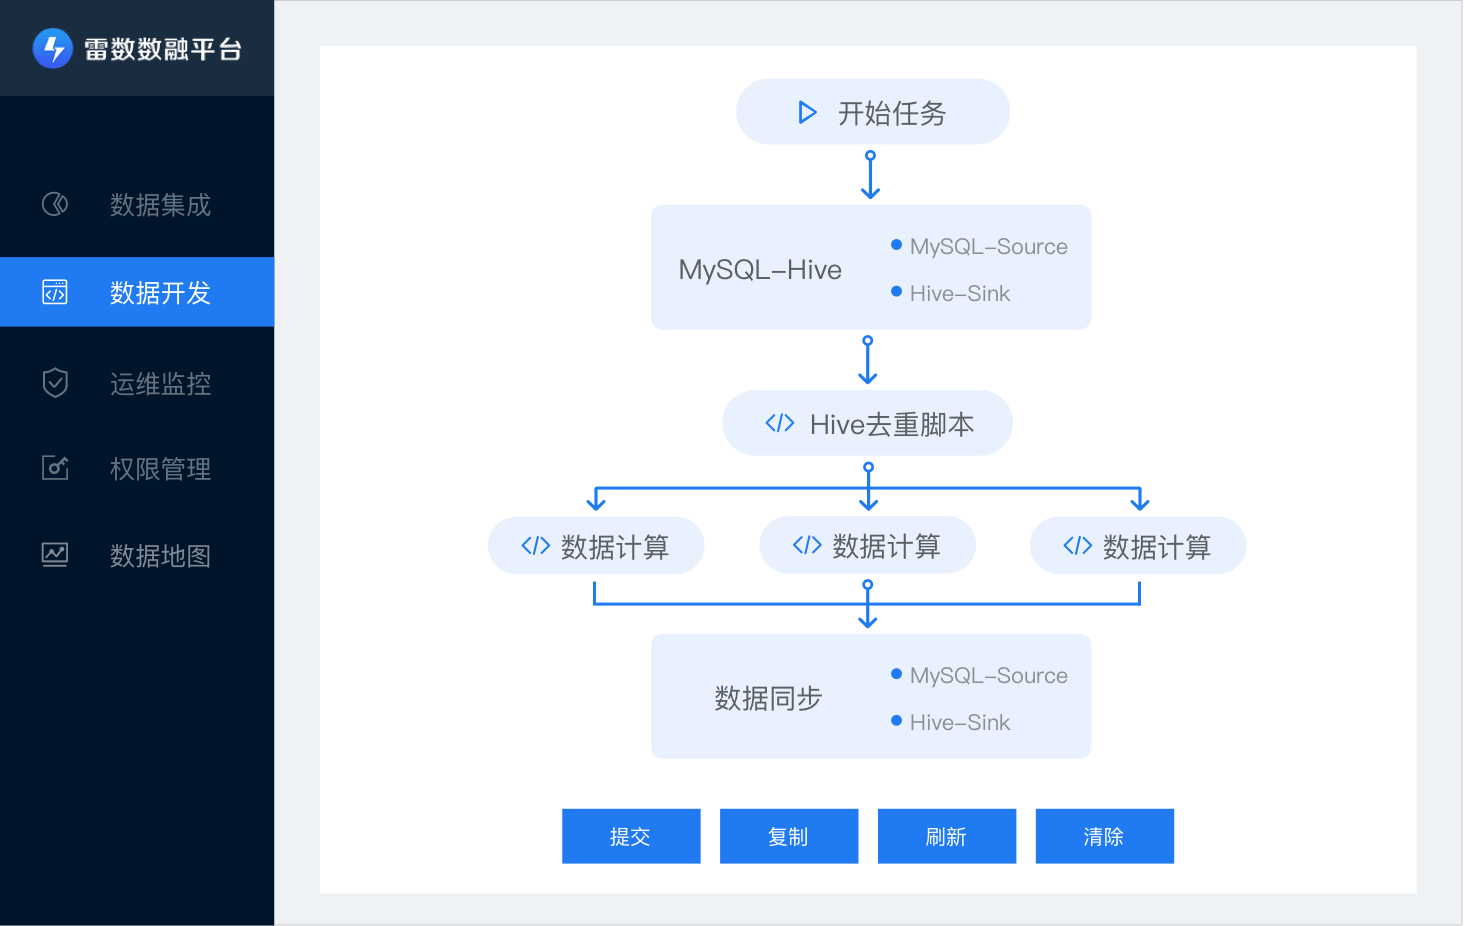 雷数数融平台
数据集成
数据开发
运维监控
权限管理
数据地图
开始任务
MySQL-Hive
MySQL-Source
Hive-Sink
</> Hive去重脚本
</> 数据计算
</> 数据计算
</> 数据计算
数据同步
MySQL-Source
Hive-Sink
提交
复制
刷新
清除